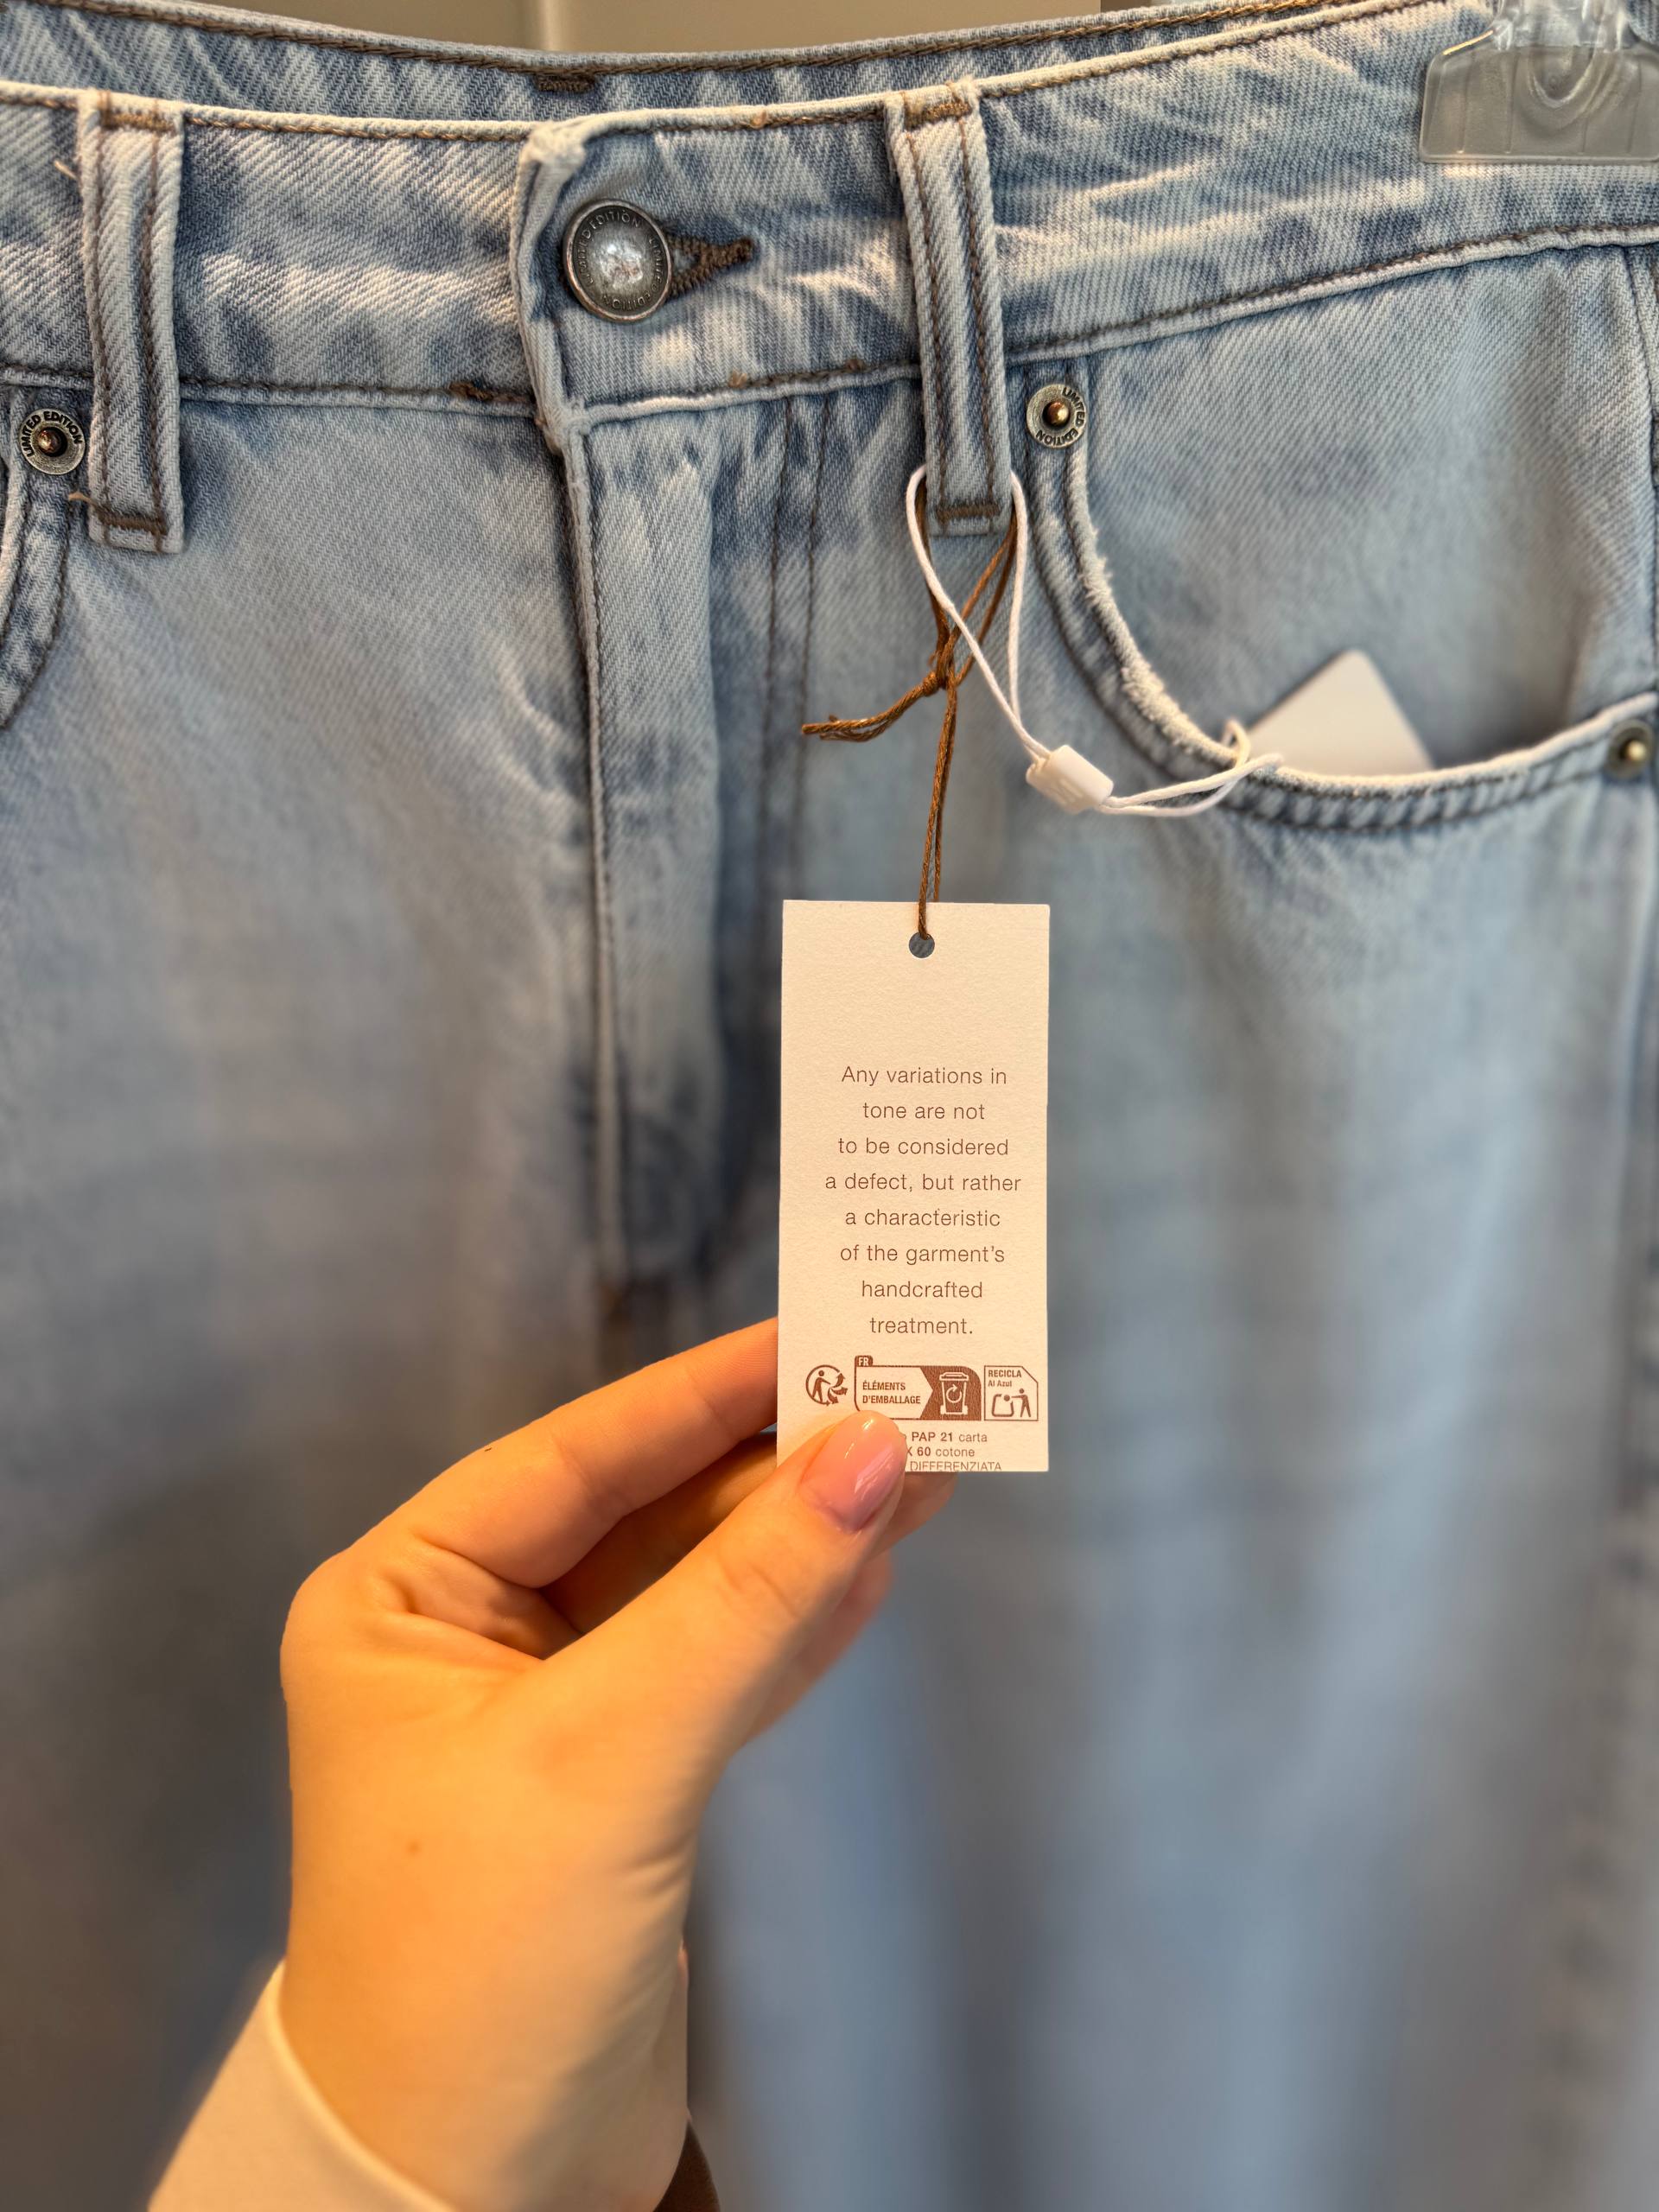 EDITION
LIMITED EDITION
LIMITED EDITION
Any variations in
tone are not
to be considered
a defect, but rather
a characteristic
of the garment's
handcrafted
treatment.
FR
ÉLÉMENTS
D'EMBALLAGE
RECICLA
Al Azul
PAP 21 carta
60 cotone
DIFFERENZIATA